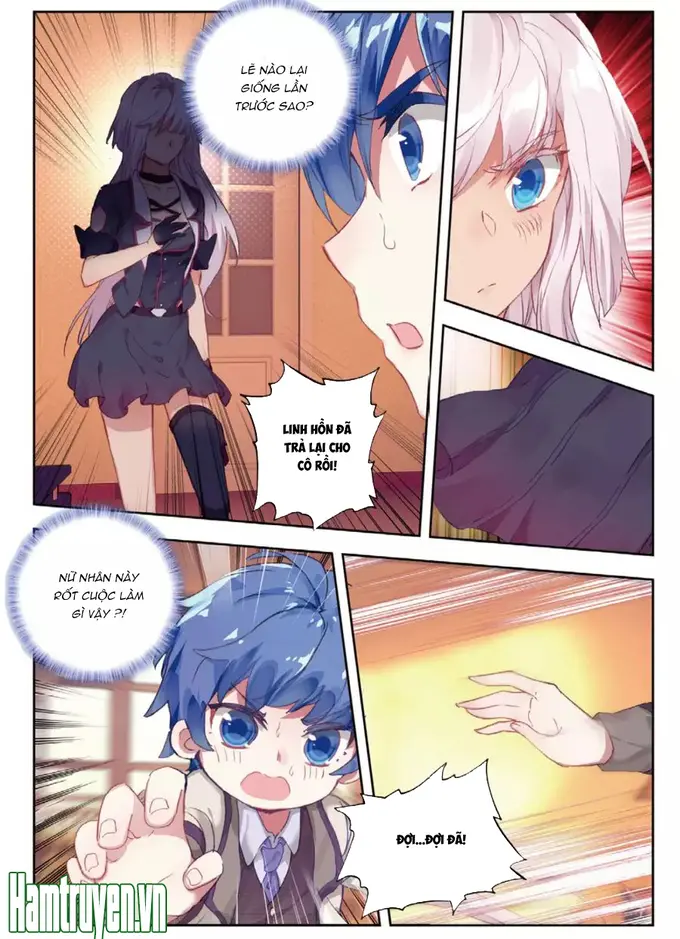 LẼ NÀO LẠI
GIỐNG LẦN
TRƯỚC SAO?
LINH HỒN ĐÃ
TRẢ LẠI CHO
CÔ RỒI!
NỮ NHÂN NÀY
RỐT CUỘC LÀM
GÌ VẬY ?!
ĐỢI...ĐỢI ĐÃ!
Hamtruyen.vn